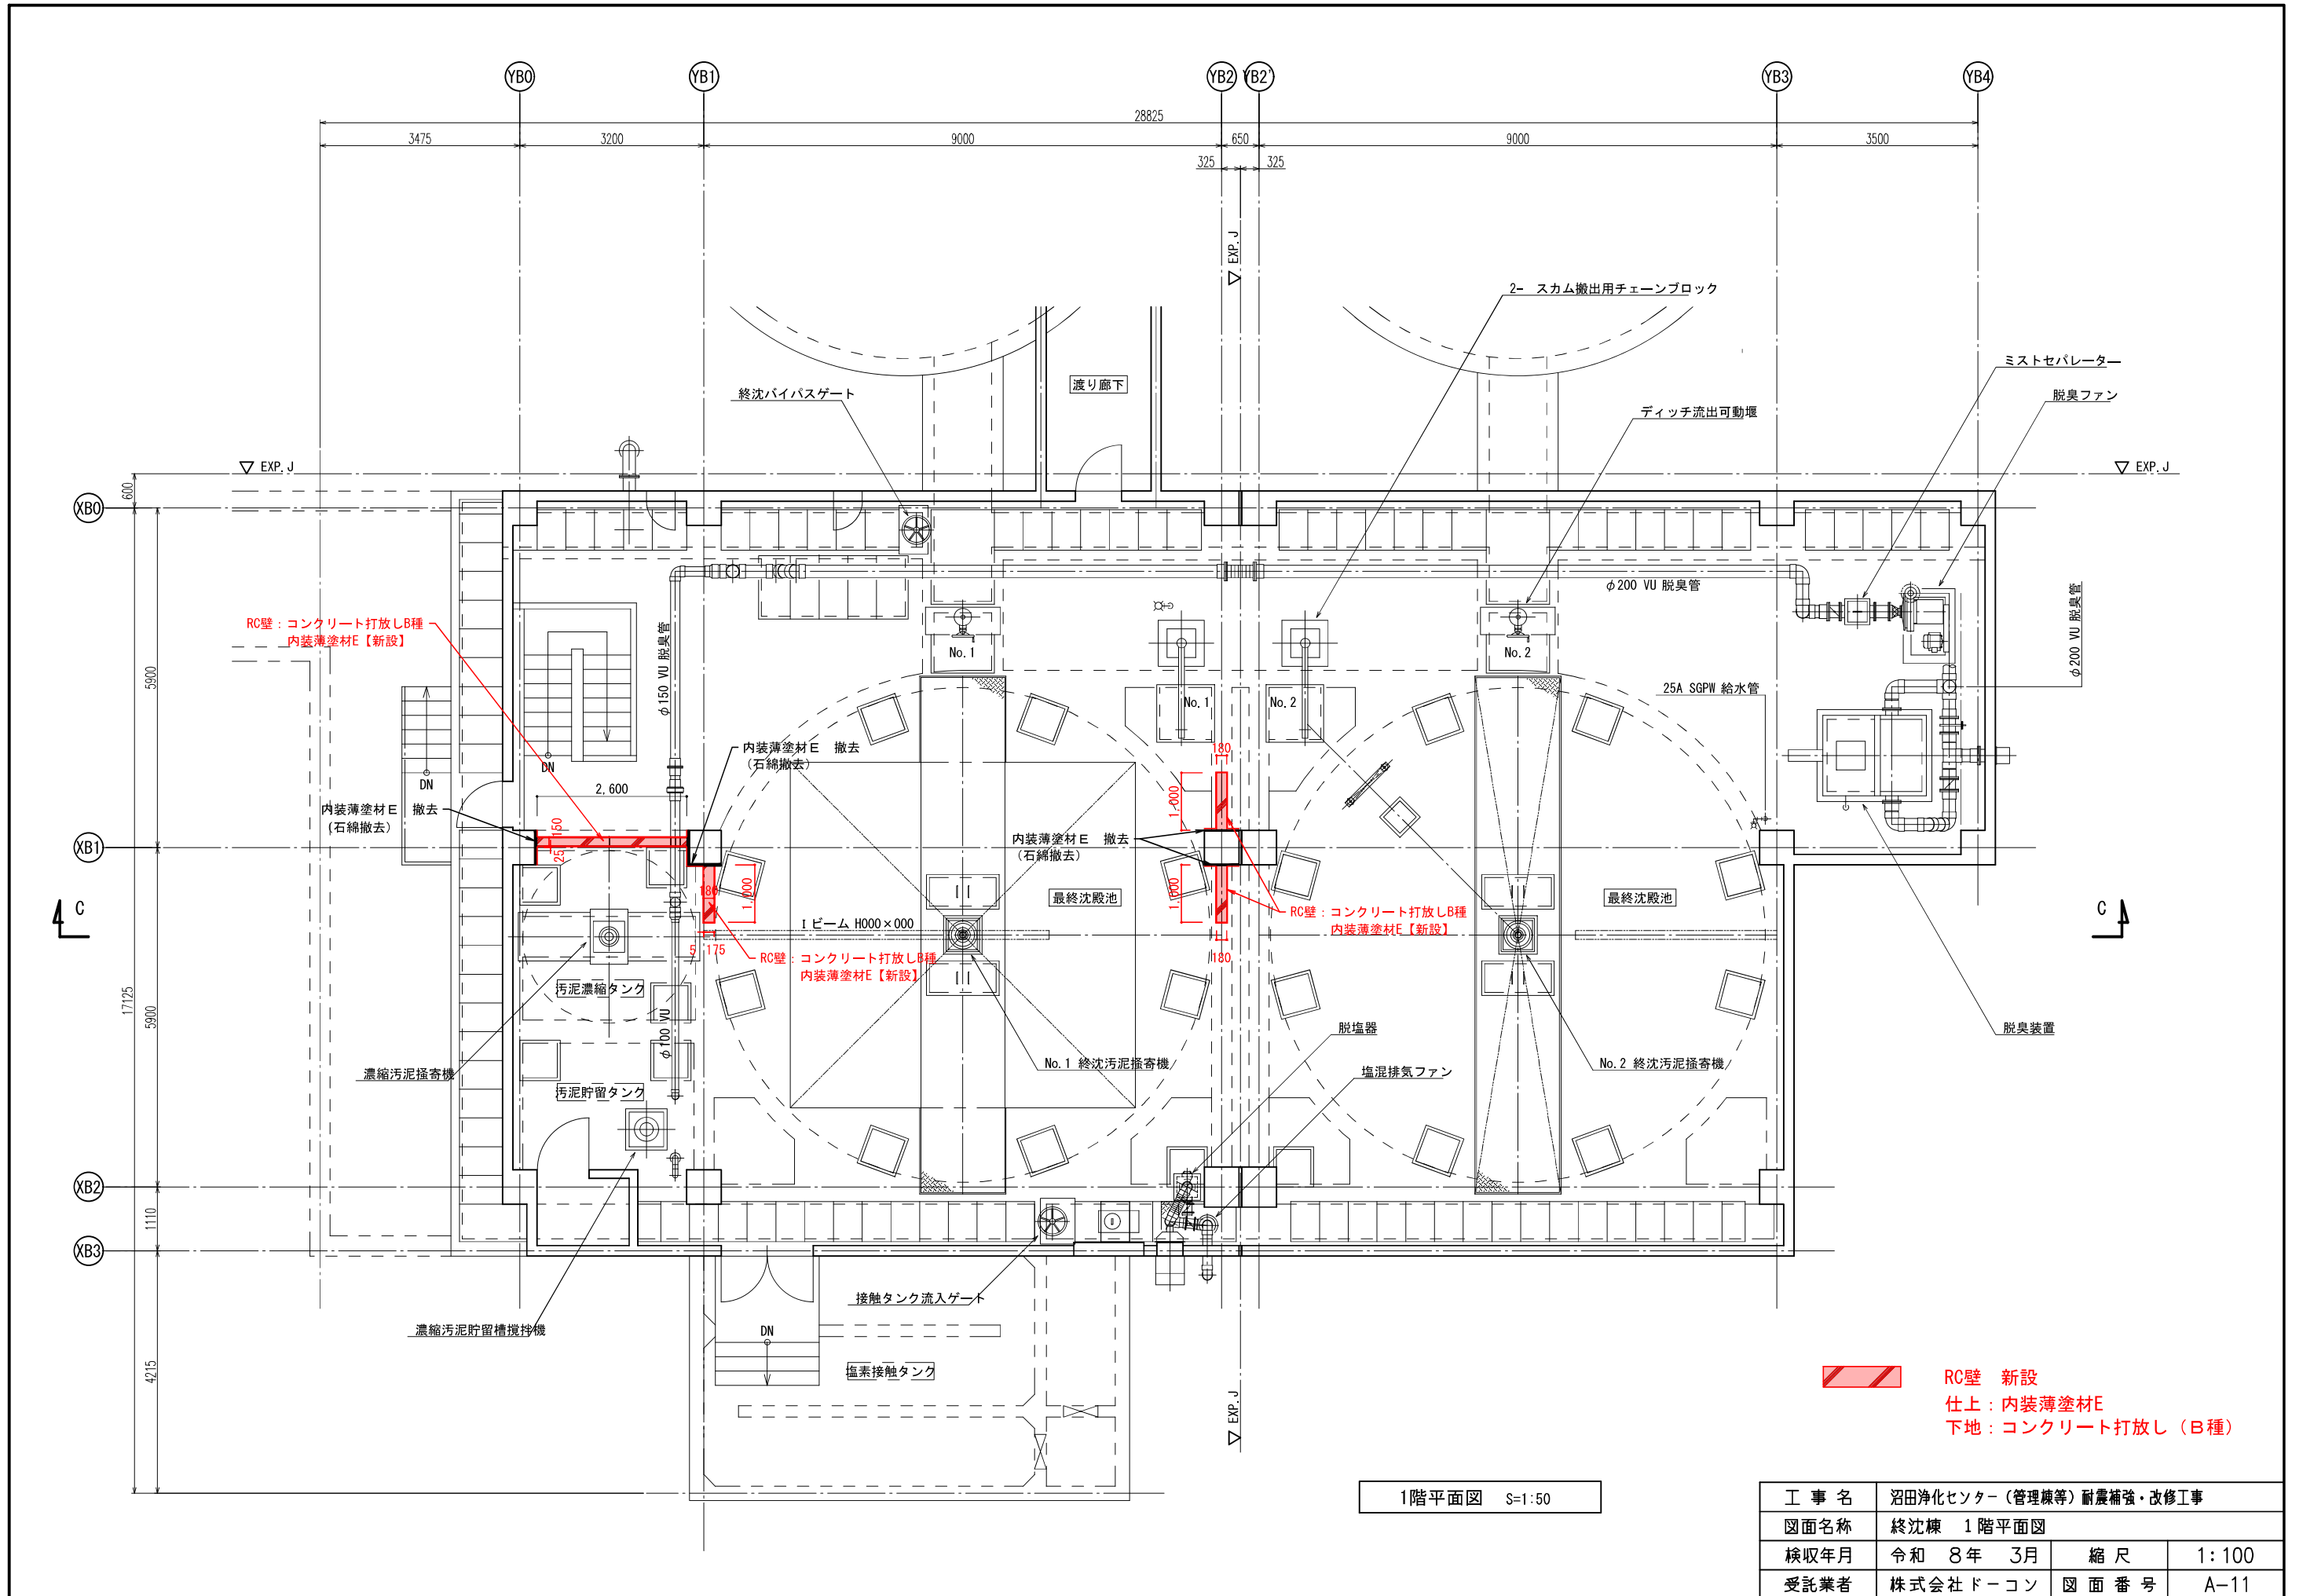 YB0
YB1
YB2
YB2'
YB3
YB4
28825
3475
3200
9000
650
9000
3500
325
325
▽ EXP.J
2- スカム搬出用チェーンブロック
ミストセパレーター
脱臭ファン
ディッチ流出可動堰
終沈バイパスゲート
渡り廊下
▽ EXP.J
▽ EXP.J
600
XB0
φ200 VU 脱臭管
φ200 VU 脱臭管
RC壁：コンクリート打放しB種
内装薄塗材E【新設】
φ150 VU 脱臭管
No.1
No.2
5900
25A SGPW 給水管
No.1
No.2
内装薄塗材Ｅ　撤去
（石綿撤去）
180
DN
DN
2,600
1,000
内装薄塗材Ｅ　撤去
（石綿撤去）
150
25
内装薄塗材Ｅ　撤去
（石綿撤去）
XB1
180
1,000
1,000
最終沈殿池
最終沈殿池
C
C
RC壁：コンクリート打放しB種
内装薄塗材E【新設】
I ビーム H000×000
5
175
180
RC壁：コンクリート打放しB種
内装薄塗材E【新設】
汚泥濃縮タンク
17125
5900
φ100 VU
脱塩器
脱臭装置
濃縮汚泥掻寄機
No.1 終沈汚泥掻寄機
No.2 終沈汚泥掻寄機
塩混排気ファン
汚泥貯留タンク
XB2
1110
XB3
接触タンク流入ゲート
濃縮汚泥貯留槽撹拌機
DN
4215
塩素接触タンク
▽ EXP.J
RC壁　新設
仕上：内装薄塗材E
下地：コンクリート打放し（Ｂ種）
1階平面図 S=1:50
工事名 沼田浄化センター（管理棟等）耐震補強・改修工事
図面名称 終沈棟　1階平面図
検収年月 令和 8年 3月 縮尺 1:100
受託業者 株式会社ドーコン 図面番号 A-11